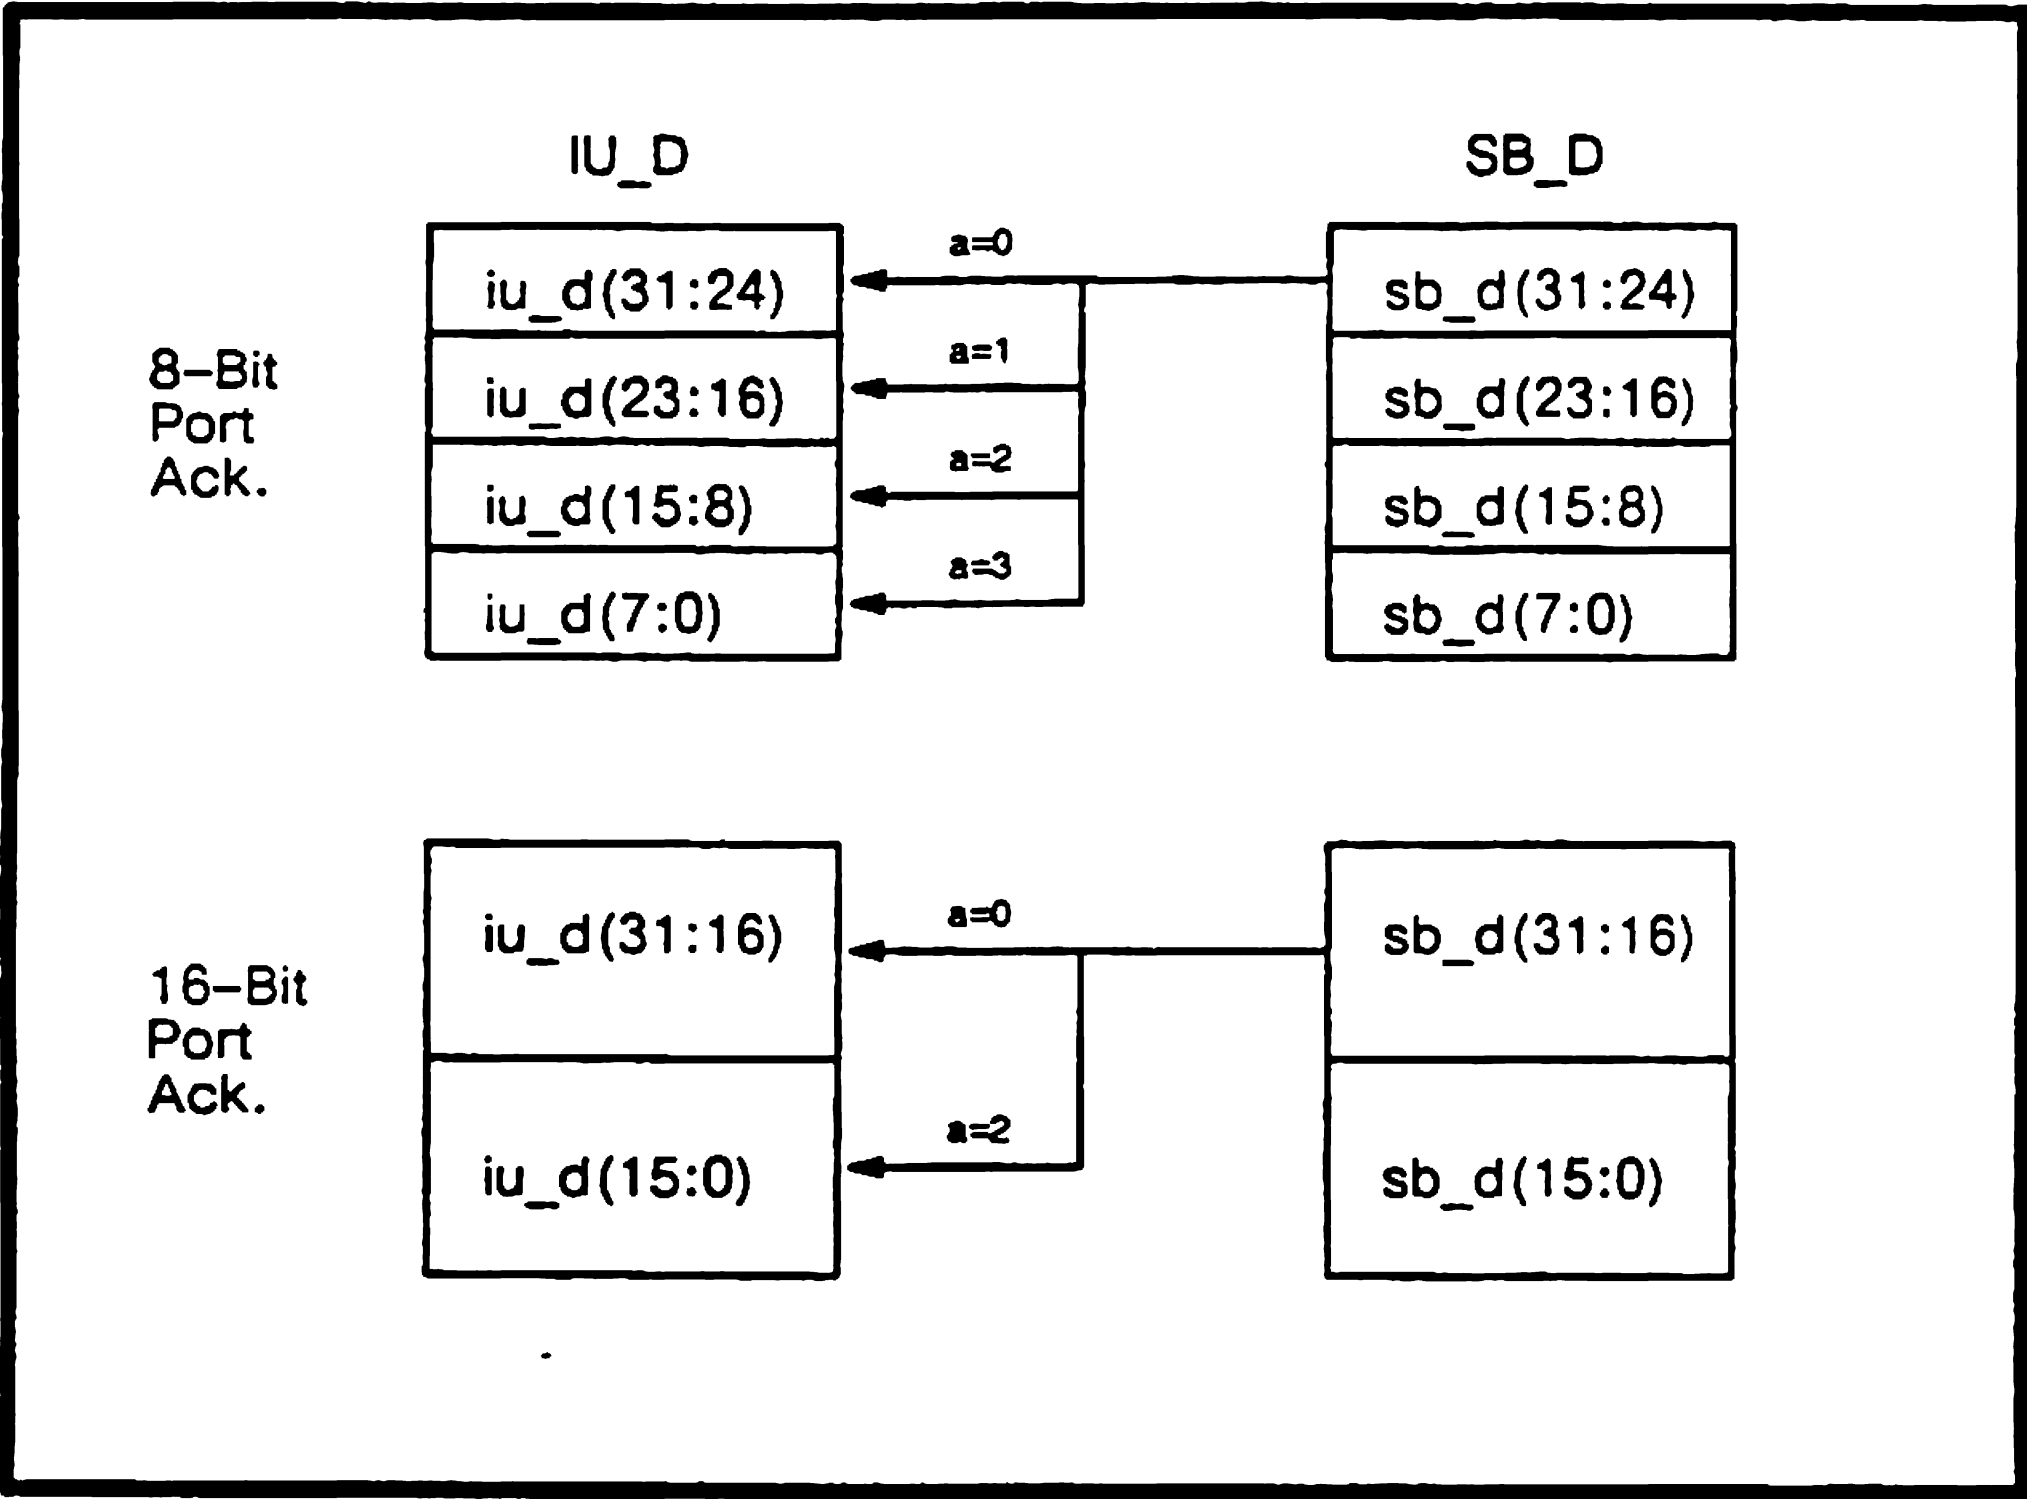 IU_D
SB_D
8-Bit
Port
Ack.
iu_d(31:24)
a=0
sb_d(31:24)
iu_d(23:16)
a=1
sb_d(23:16)
iu_d(15:8)
a=2
sb_d(15:8)
iu_d(7:0)
a=3
sb_d(7:0)
16-Bit
Port
Ack.
iu_d(31:16)
a=0
sb_d(31:16)
iu_d(15:0)
a=2
sb_d(15:0)